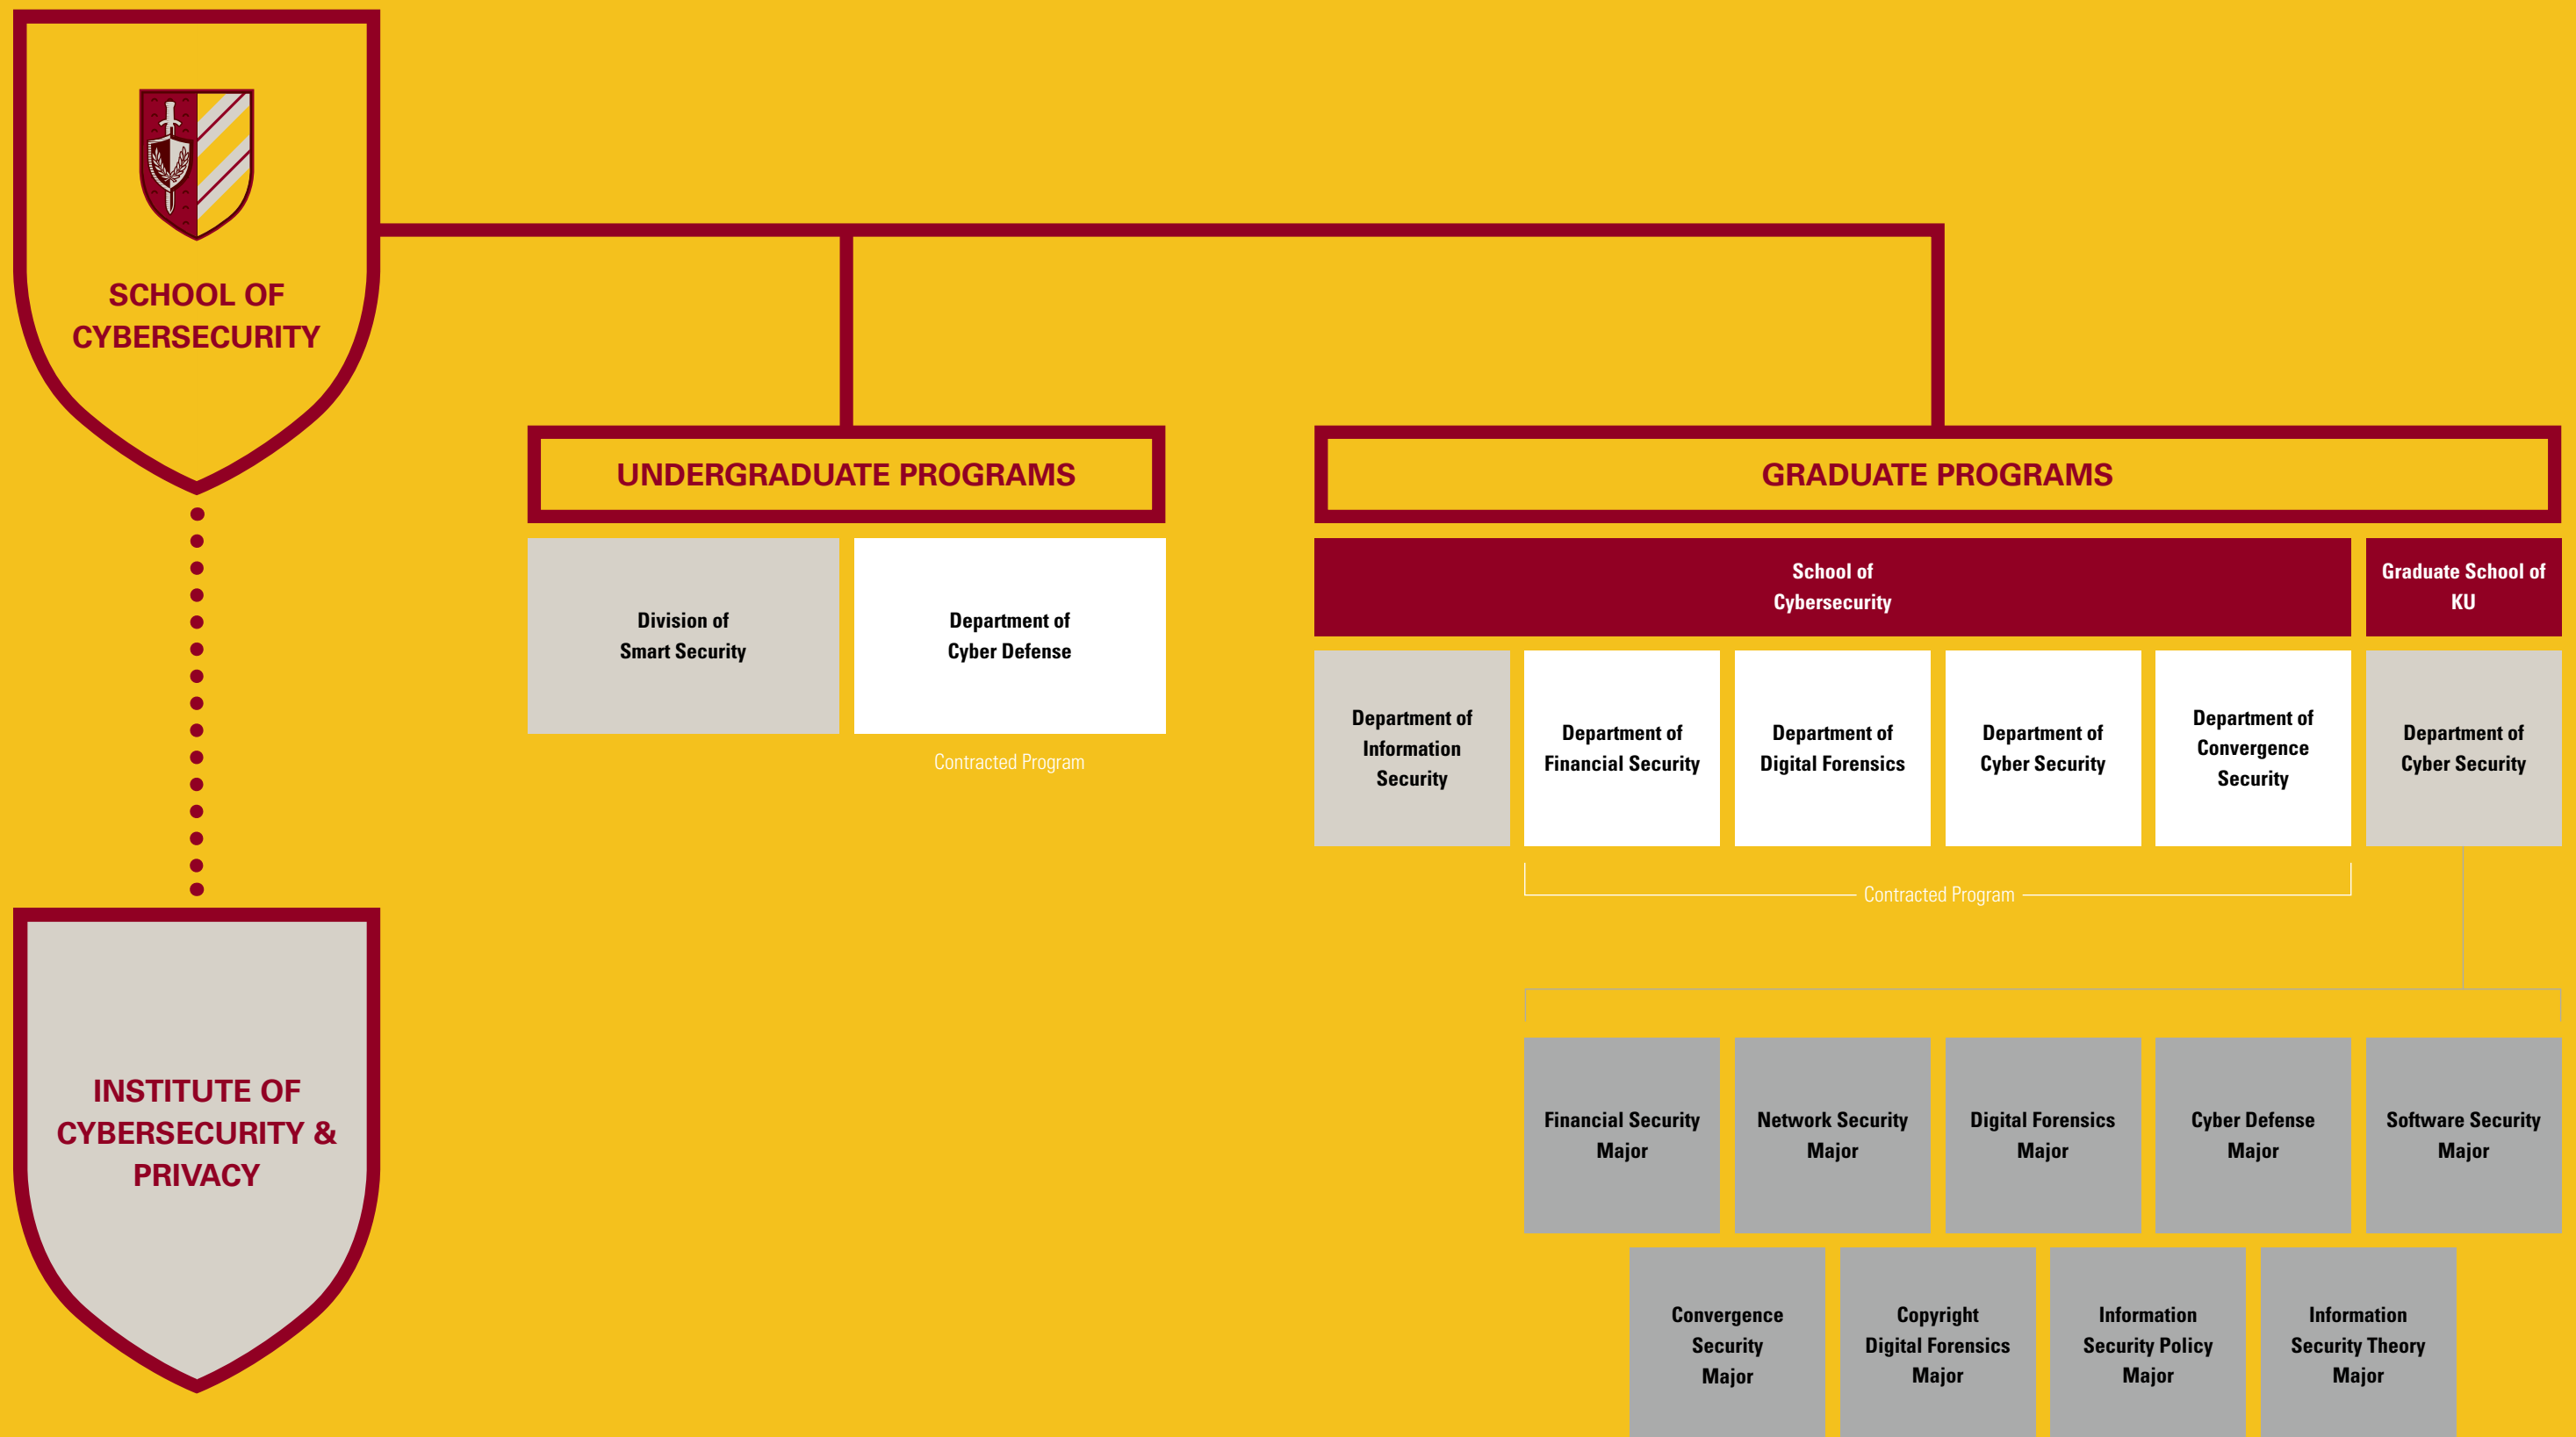 SCHOOL OF
CYBERSECURITY
UNDERGRADUATE PROGRAMS
Division of
Smart Security
Department of
Cyber Defense
Contracted Program
GRADUATE PROGRAMS
School of
Cybersecurity
Graduate School of
KU
Department of
Information
Security
Department of
Financial Security
Department of
Digital Forensics
Department of
Cyber Security
Department of
Convergence
Security
Department of
Cyber Security
Contracted Program
Financial Security
Major
Network Security
Major
Digital Forensics
Major
Cyber Defense
Major
Software Security
Major
Convergence
Security
Major
Copyright
Digital Forensics
Major
Information
Security Policy
Major
Information
Security Theory
Major
INSTITUTE OF
CYBERSECURITY &
PRIVACY